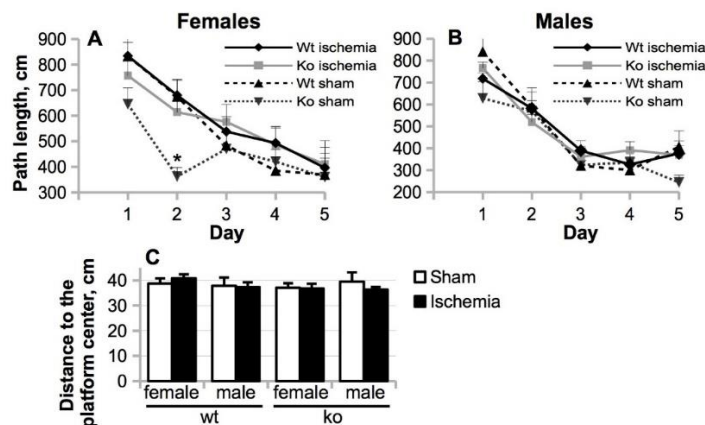 Females
A
Wt ischemia
Ko ischemia
Wt sham
Ko sham
900
800
700
600
500
400
300
Path length, cm
*
1 2 3 4 5
Day
Males
B
Wt ischemia
Ko ischemia
Wt sham
Ko sham
900
800
700
600
500
400
300
200
1 2 3 4 5
Day
C
Distance to the
platform center, cm
40
30
20
10
0
Sham
Ischemia
female male female male
wt ko